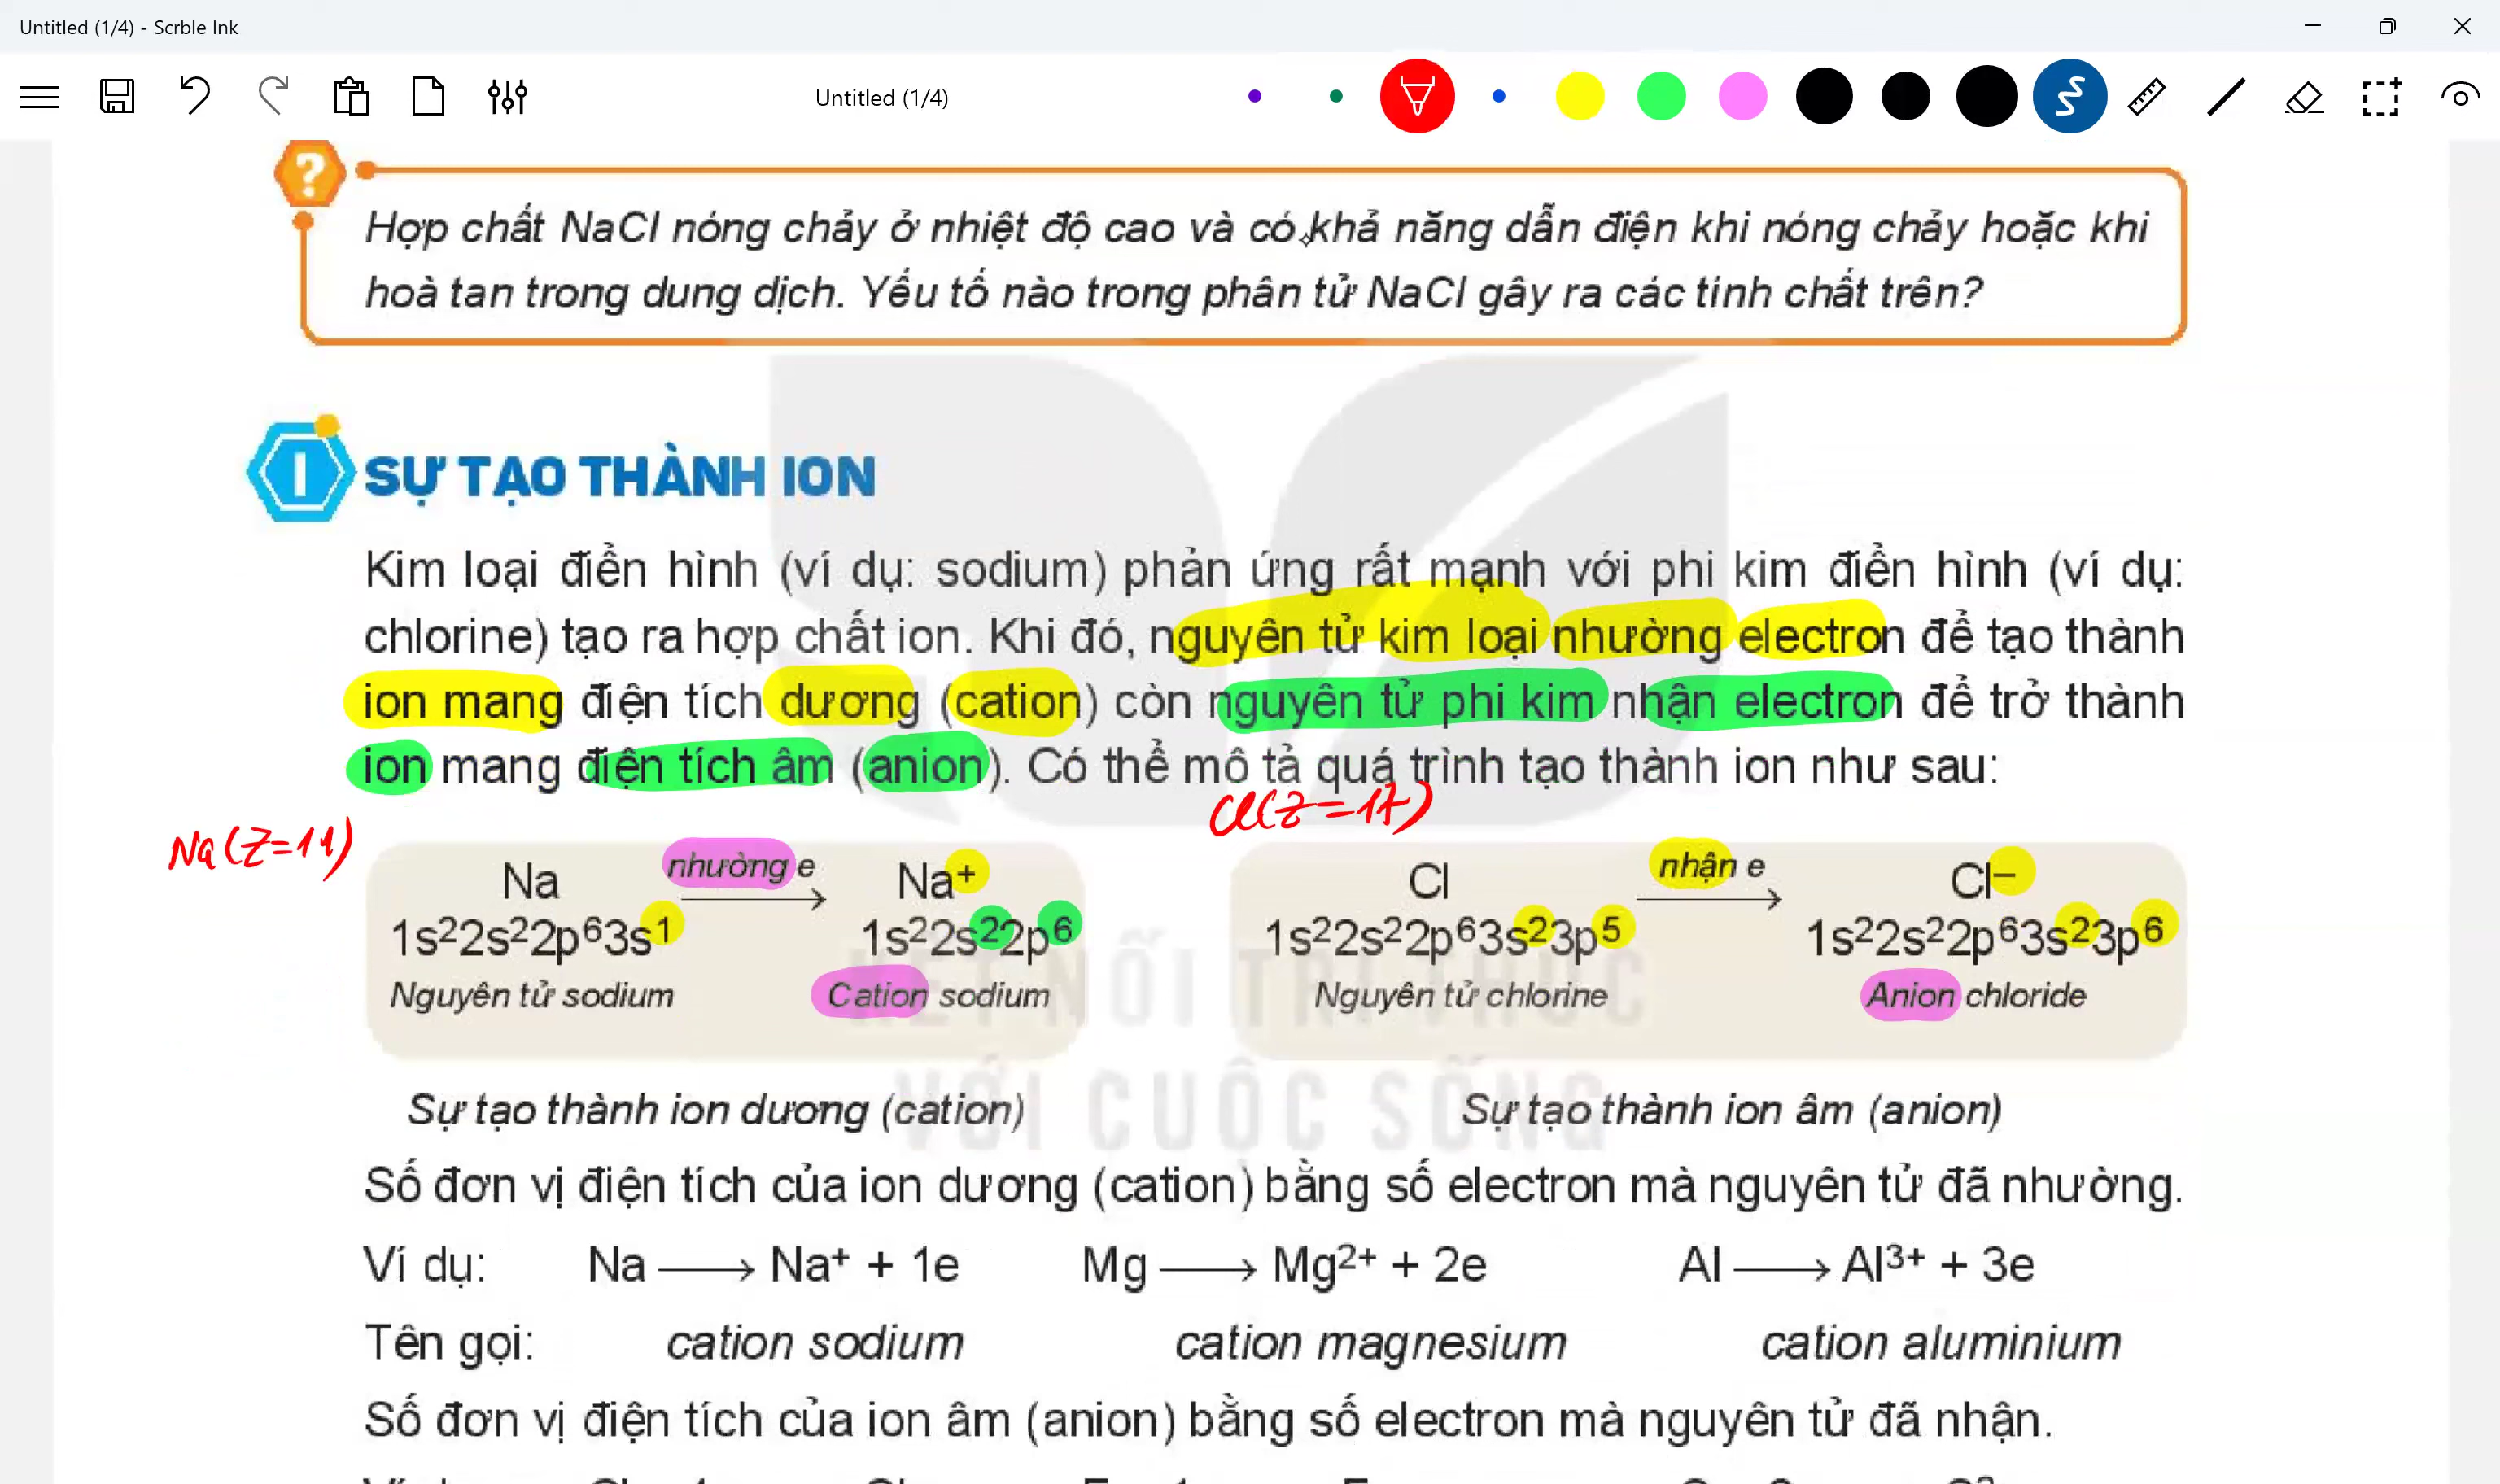 Untitled (1/4) - Scrble Ink
Untitled (1/4)
?
Hợp chất NaCl nóng chảy ở nhiệt độ cao và có khả năng dẫn điện khi nóng chảy hoặc khi
hoà tan trong dung dịch. Yếu tố nào trong phân tử NaCl gây ra các tính chất trên?
I SỰ TẠO THÀNH ION
Kim loại điển hình (ví dụ: sodium) phản ứng rất mạnh với phi kim điển hình (ví dụ:
chlorine) tạo ra hợp chất ion. Khi đó, nguyên tử kim loại nhường electron để tạo thành
ion mang điện tích dương (cation) còn nguyên tử phi kim nhận electron để trở thành
ion mang điện tích âm (anion). Có thể mô tả quá trình tạo thành ion như sau:
Na (Z=11)
Cl(Z=17)
Na nhường e → Na⁺
1s²2s²2p⁶3s¹ 1s²2s²2p⁶
Nguyên tử sodium Cation sodium
Cl nhận e → Cl⁻
1s²2s²2p⁶3s²3p⁵ 1s²2s²2p⁶3s²3p⁶
Nguyên tử chlorine Anion chloride
KẾT NỐI TRI THỨC
VỚI CUỘC SỐNG
Sự tạo thành ion dương (cation) Sự tạo thành ion âm (anion)
Số đơn vị điện tích của ion dương (cation) bằng số electron mà nguyên tử đã nhường.
Ví dụ: Na → Na⁺ + 1e Mg → Mg²⁺ + 2e Al → Al³⁺ + 3e
Tên gọi: cation sodium cation magnesium cation aluminium
Số đơn vị điện tích của ion âm (anion) bằng số electron mà nguyên tử đã nhận.